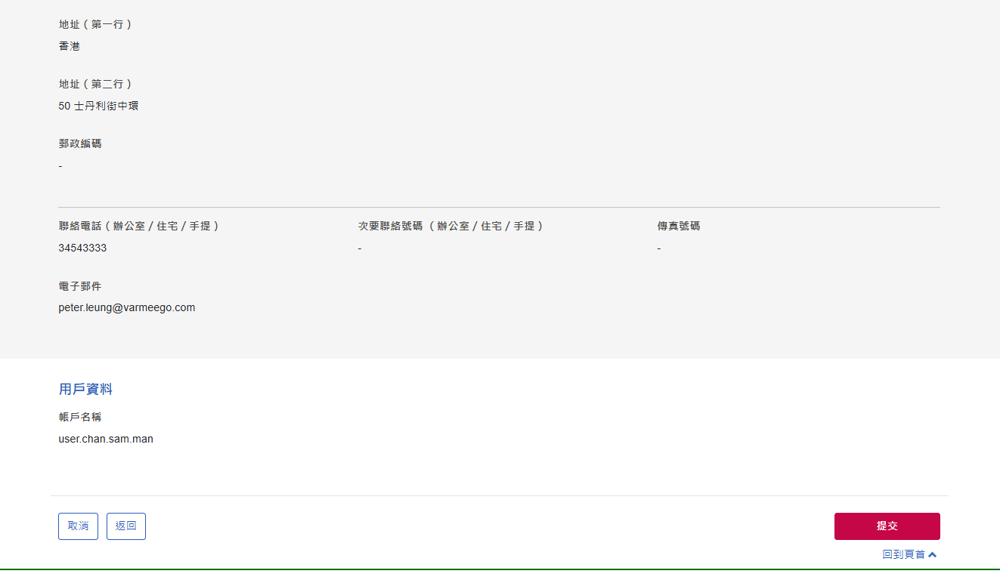 地址（第一行）
香港
地址（第二行）
50 士丹利街中環
郵政編碼
-
聯絡電話（辦公室 / 住宅 / 手提） 次要聯絡號碼 （辦公室 / 住宅 / 手提） 傳真號碼
34543333 - -
電子郵件
peter.leung@varmeego.com
用戶資料
帳戶名稱
user.chan.sam.man
取消 返回 提交
回到頁首